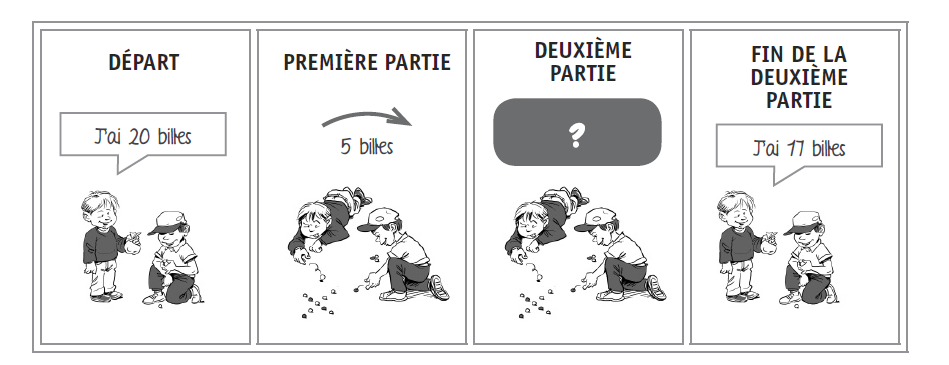 DÉPART
J'ai 20 billes
PREMIÈRE PARTIE
5 billes
DEUXIÈME
PARTIE
?
FIN DE LA
DEUXIÈME
PARTIE
J'ai 17 billes